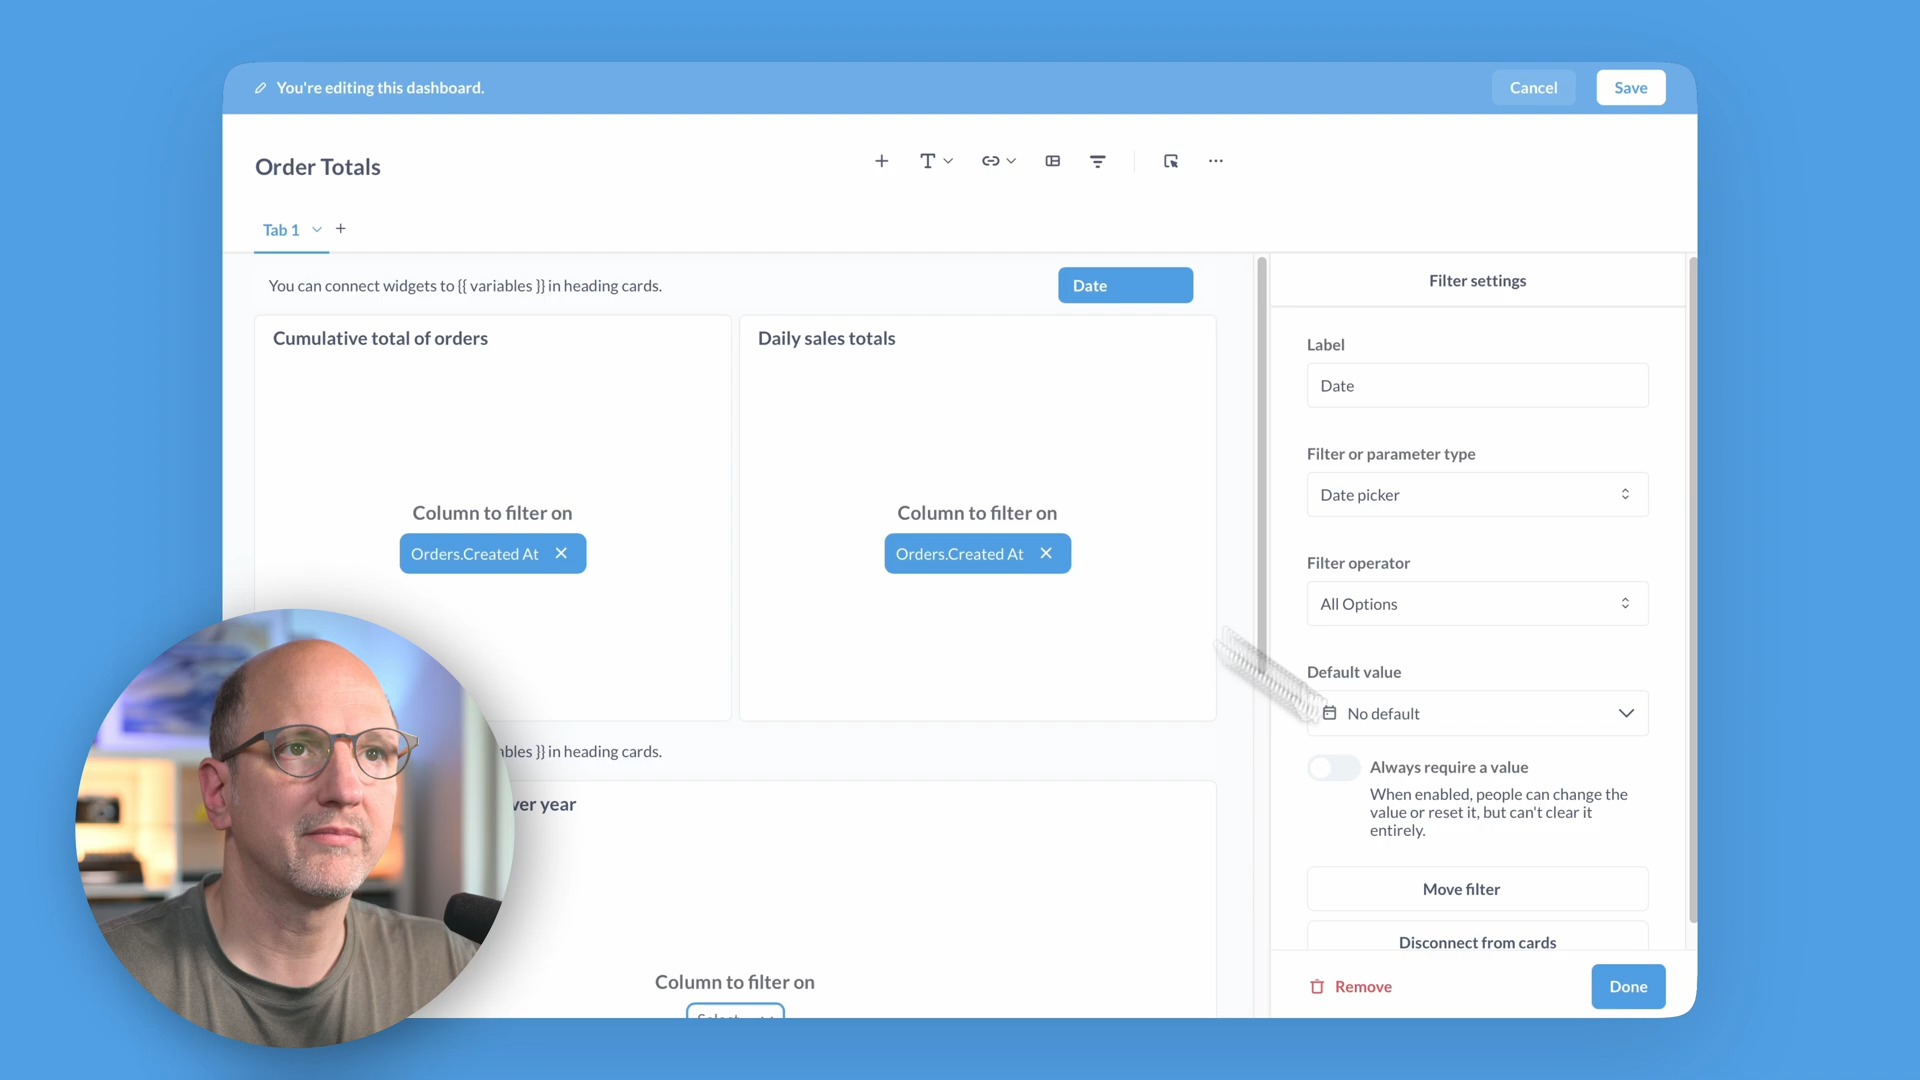 You're editing this dashboard.
Cancel
Save
Order Totals
Tab 1
You can connect widgets to {{ variables }} in heading cards.
Date
Cumulative total of orders
Daily sales totals
Column to filter on
Orders.Created At
Column to filter on
Orders.Created At
}} in heading cards.
year
Column to filter on
Filter settings
Label
Date
Filter or parameter type
Date picker
Filter operator
All Options
Default value
No default
Always require a value
When enabled, people can change the
value or reset it, but can't clear it
entirely.
Move filter
Disconnect from cards
Remove
Done